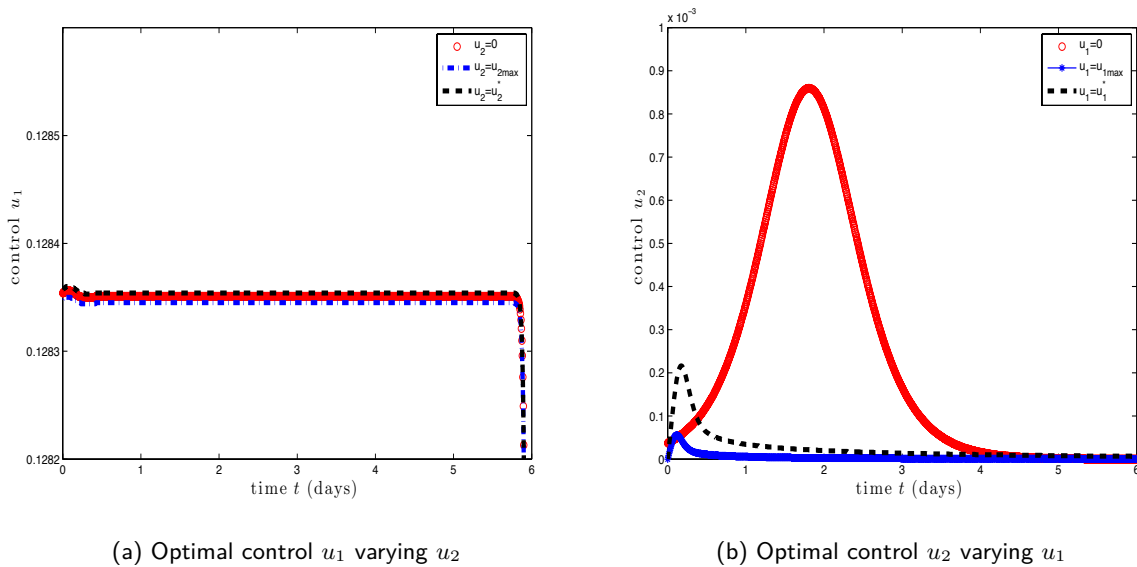 u2=0
u2=u2max
u2=u2*
0.1285
0.1284
0.1283
0.1282
control u1
0 1 2 3 4 5 6
time t (days)
(a) Optimal control u1 varying u2
x 10-3
u1=0
u1=u1max
u1=u1*
1
0.9
0.8
0.7
0.6
0.5
0.4
0.3
0.2
0.1
0
control u2
0 1 2 3 4 5 6
time t (days)
(b) Optimal control u2 varying u1